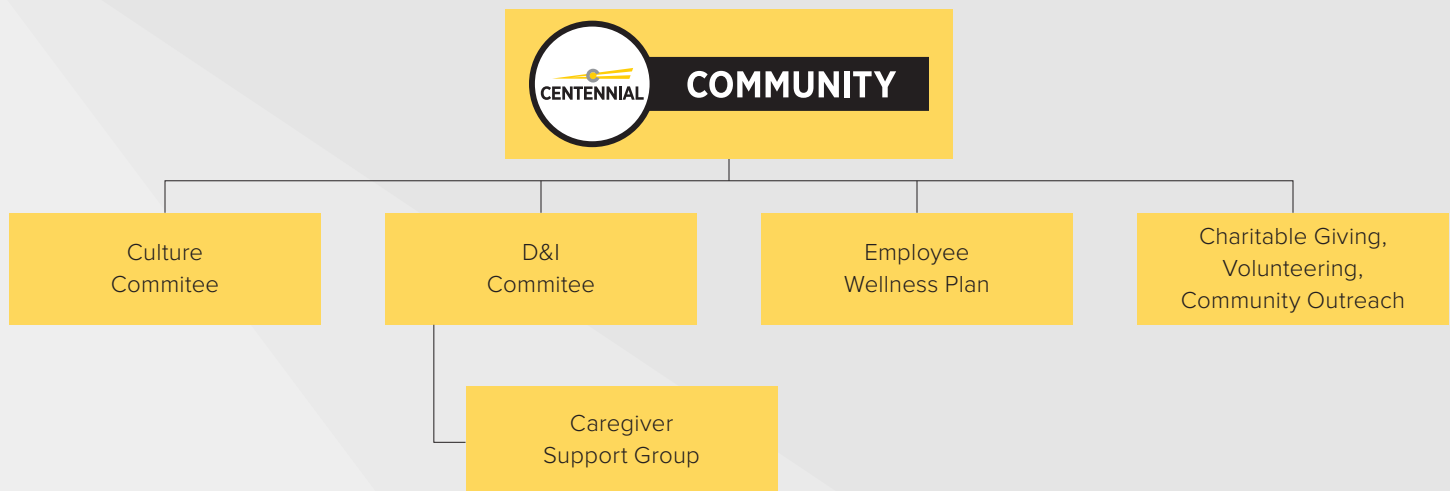 CENTENNIAL
COMMUNITY
Culture
Commitee
D&I
Commitee
Employee
Wellness Plan
Charitable Giving,
Volunteering,
Community Outreach
Caregiver
Support Group